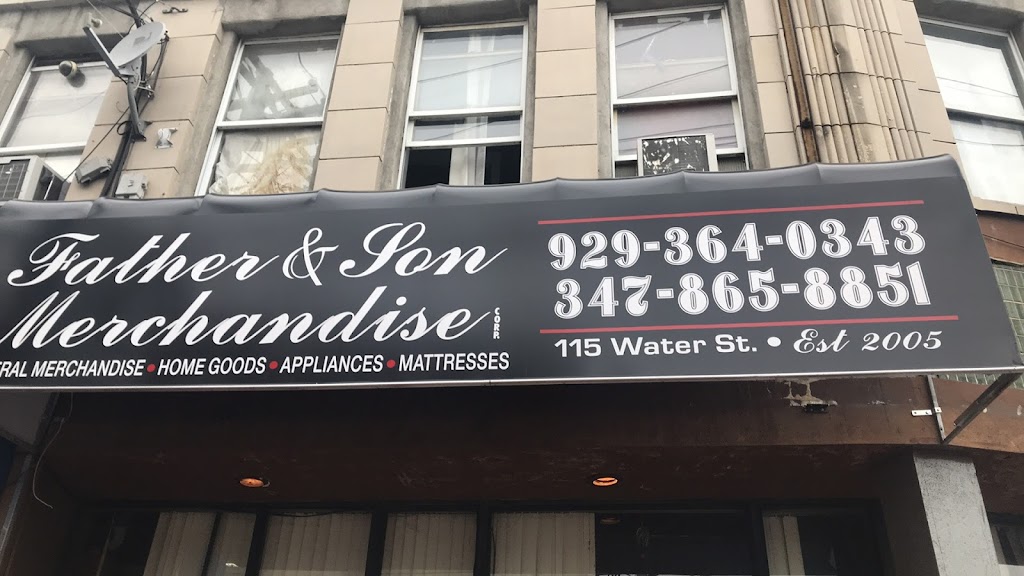 Father & Son
Merchandise CORP.
ERAL MERCHANDISE • HOME GOODS • APPLIANCES • MATTRESSES
929-364-0343
347-865-8851
115 Water St. • Est 2005